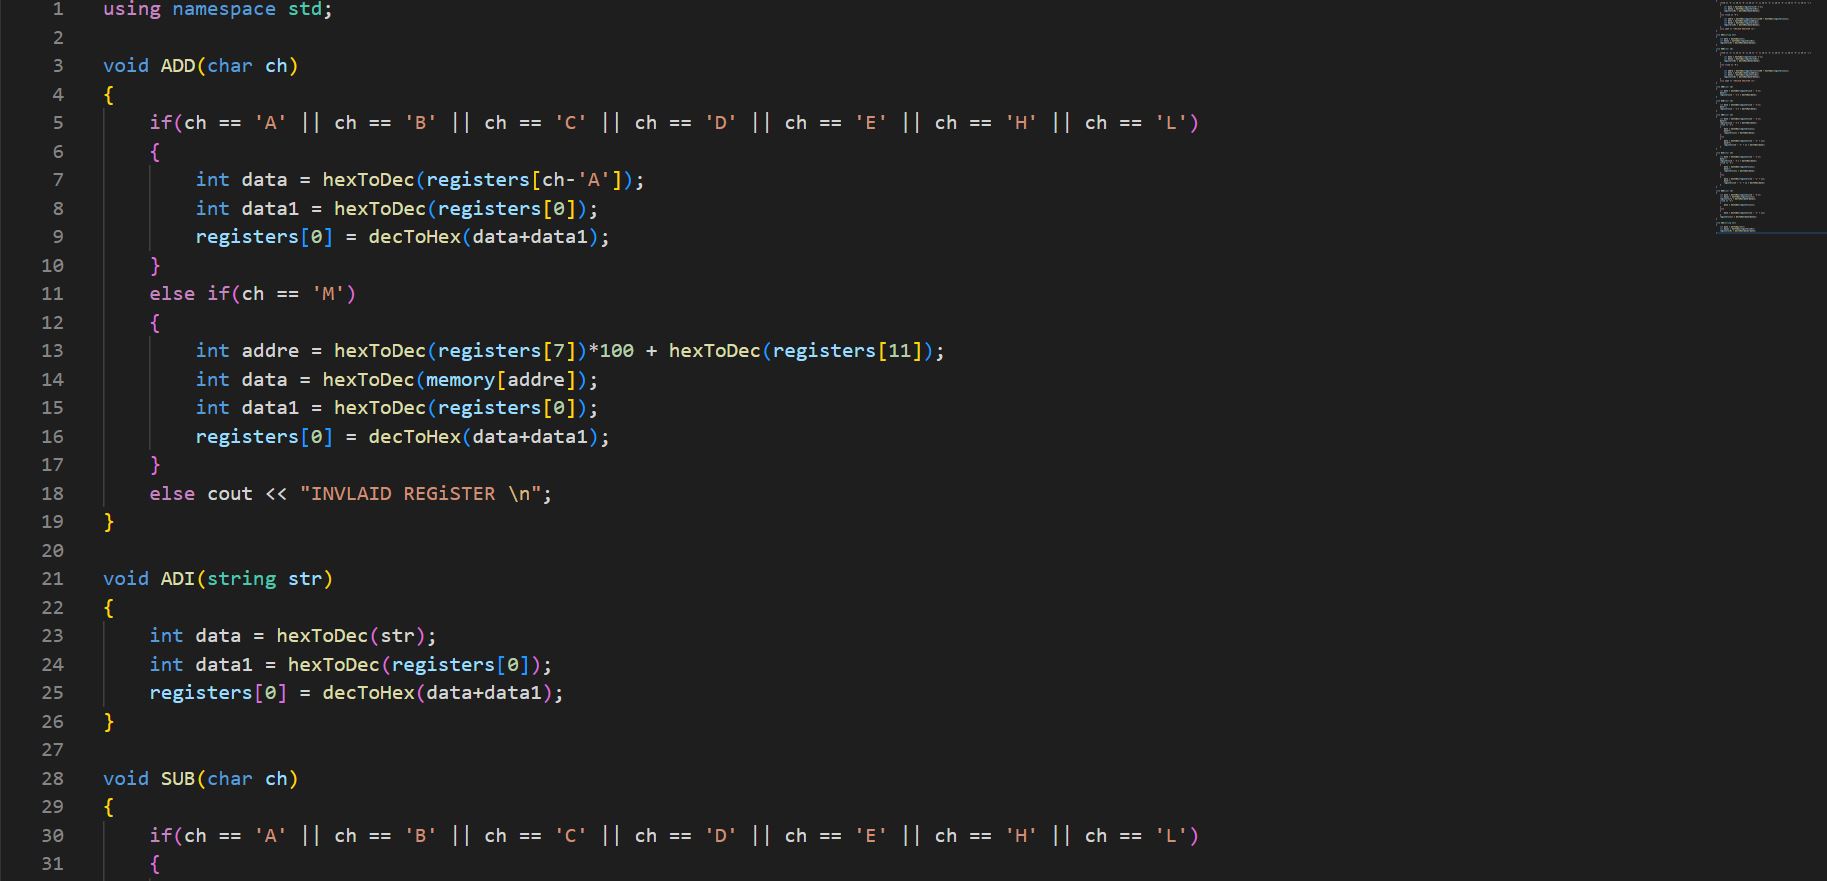 1 using namespace std;
2
3 void ADD(char ch)
4 {
5 if(ch == 'A' || ch == 'B' || ch == 'C' || ch == 'D' || ch == 'E' || ch == 'H' || ch == 'L')
6 {
7 int data = hexToDec(registers[ch-'A']);
8 int data1 = hexToDec(registers[0]);
9 registers[0] = decToHex(data+data1);
10 }
11 else if(ch == 'M')
12 {
13 int addre = hexToDec(registers[7])*100 + hexToDec(registers[11]);
14 int data = hexToDec(memory[addre]);
15 int data1 = hexToDec(registers[0]);
16 registers[0] = decToHex(data+data1);
17 }
18 else cout << "INVLAID REGiSTER \n";
19 }
20
21 void ADI(string str)
22 {
23 int data = hexToDec(str);
24 int data1 = hexToDec(registers[0]);
25 registers[0] = decToHex(data+data1);
26 }
27
28 void SUB(char ch)
29 {
30 if(ch == 'A' || ch == 'B' || ch == 'C' || ch == 'D' || ch == 'E' || ch == 'H' || ch == 'L')
31 {